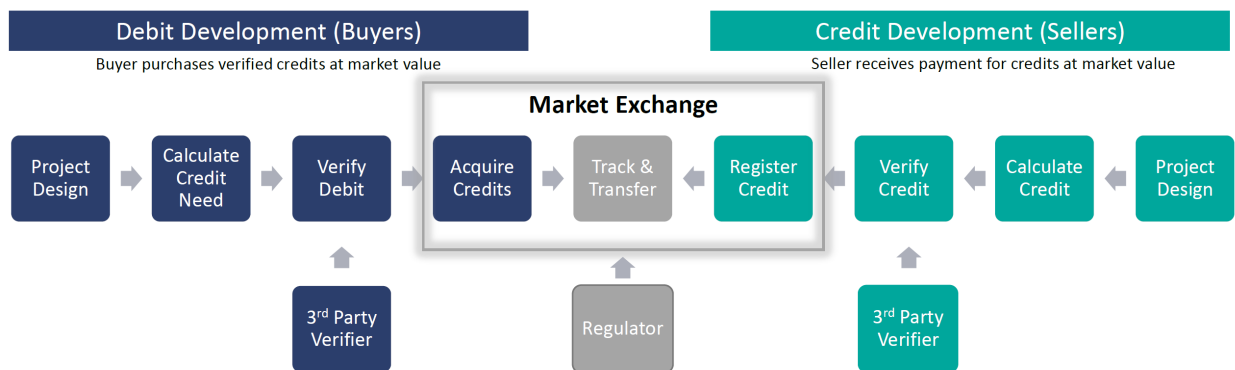 Debit Development (Buyers)
Credit Development (Sellers)
Buyer purchases verified credits at market value
Seller receives payment for credits at market value
Market Exchange
Project
Design
Calculate
Credit
Need
Verify
Debit
Acquire
Credits
Track &
Transfer
Register
Credit
Verify
Credit
Calculate
Credit
Project
Design
3rd Party
Verifier
Regulator
3rd Party
Verifier